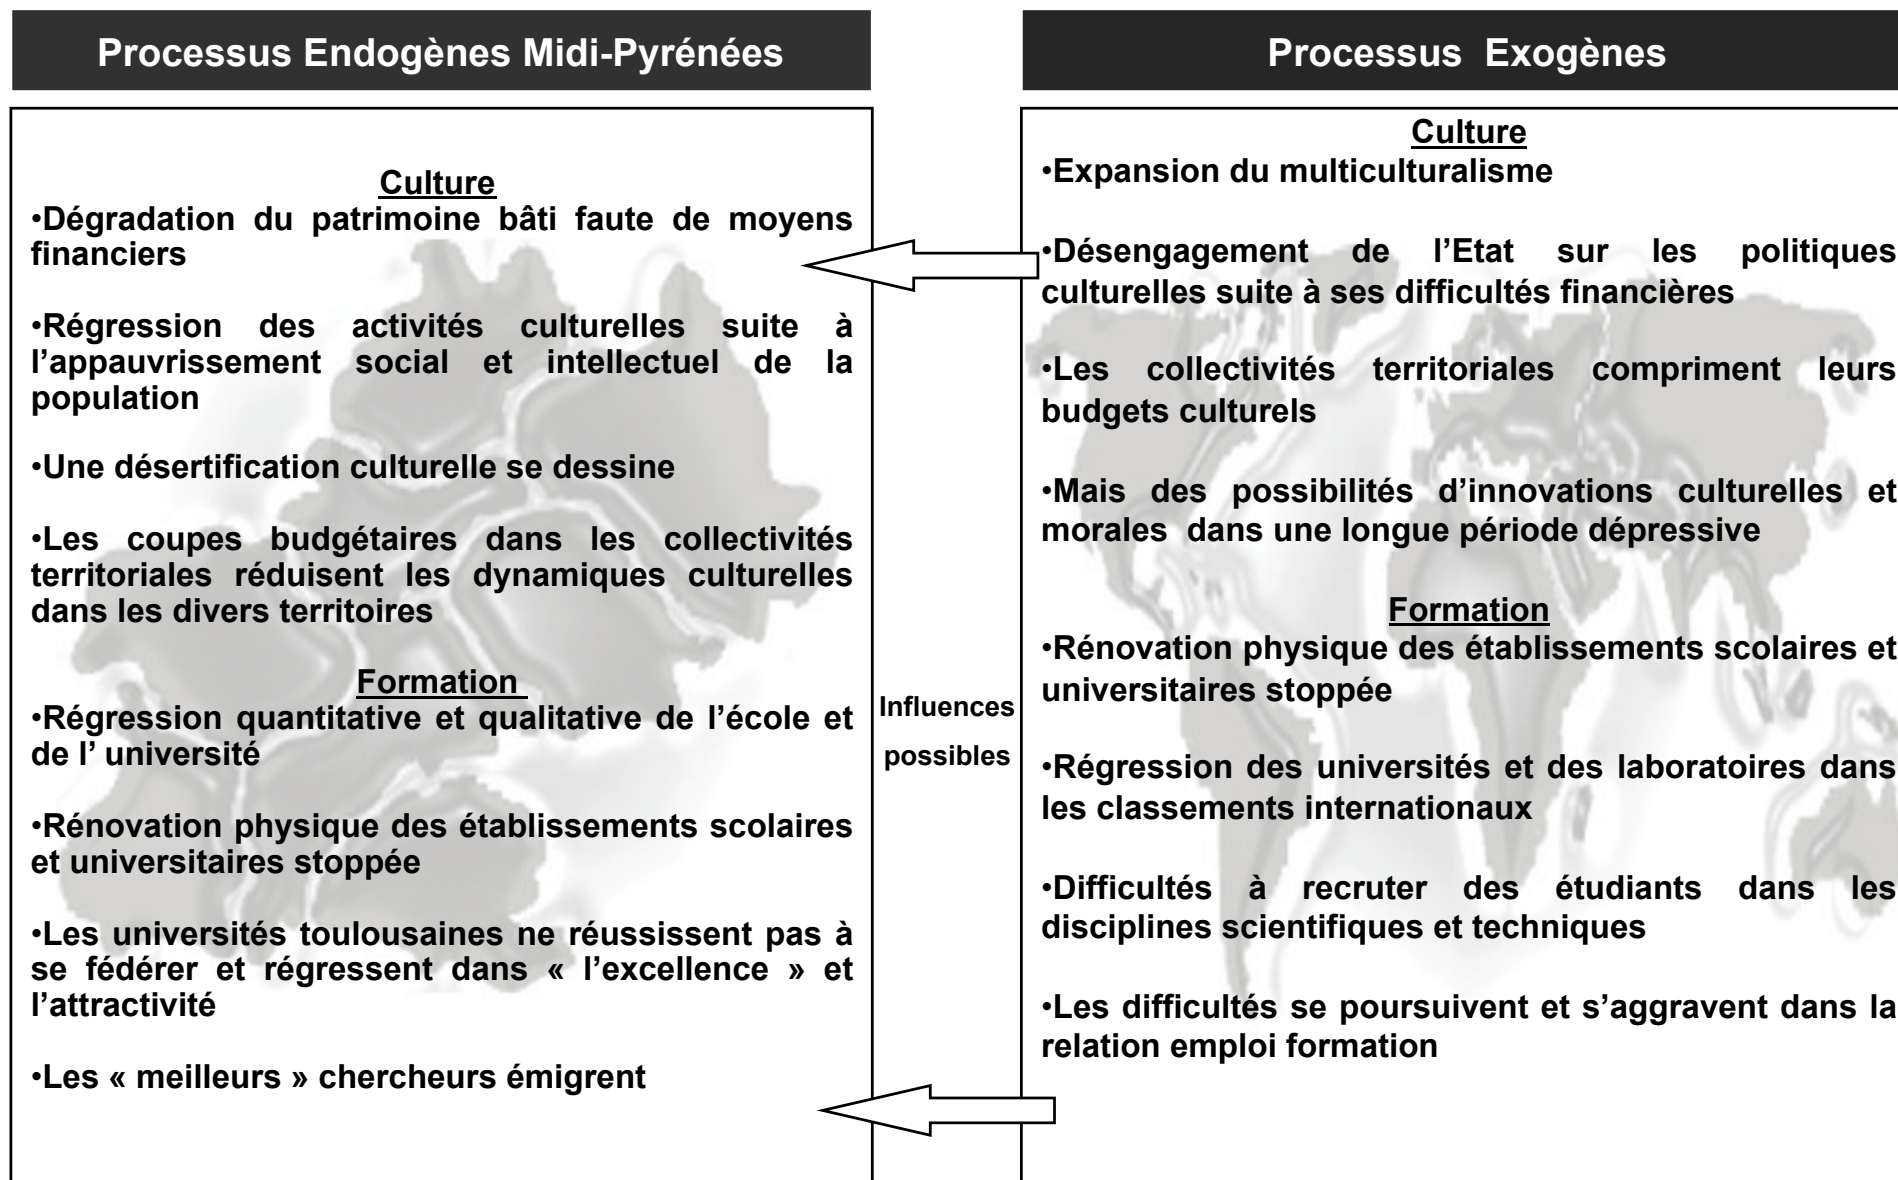 Processus Endogènes Midi-Pyrénées
Culture
•Dégradation du patrimoine bâti faute de moyens
financiers
•Régression des activités culturelles suite à
l’appauvrissement social et intellectuel de la
population
•Une désertification culturelle se dessine
•Les coupes budgétaires dans les collectivités
territoriales réduisent les dynamiques culturelles
dans les divers territoires
Formation
•Régression quantitative et qualitative de l’école et
de l’ université
•Rénovation physique des établissements scolaires
et universitaires stoppée
•Les universités toulousaines ne réussissent pas à
se fédérer et régressent dans « l’excellence » et
l’attractivité
•Les « meilleurs » chercheurs émigrent
Influences
possibles
Processus Exogènes
Culture
•Expansion du multiculturalisme
•Désengagement de l’Etat sur les politiques
culturelles suite à ses difficultés financières
•Les collectivités territoriales compriment leurs
budgets culturels
•Mais des possibilités d’innovations culturelles et
morales dans une longue période dépressive
Formation
•Rénovation physique des établissements scolaires et
universitaires stoppée
•Régression des universités et des laboratoires dans
les classements internationaux
•Difficultés à recruter des étudiants dans les
disciplines scientifiques et techniques
•Les difficultés se poursuivent et s’aggravent dans la
relation emploi formation